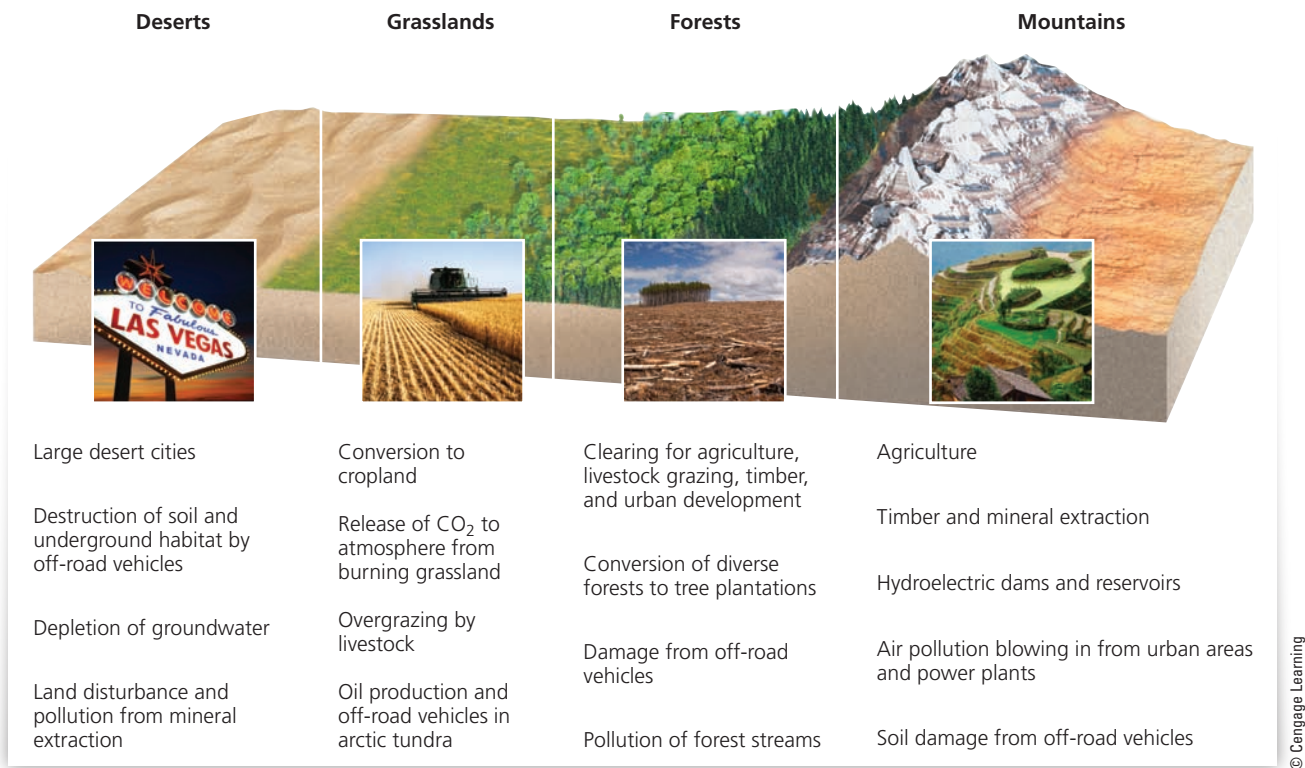 Deserts
Grasslands
Forests
Mountains
WELCOME
TO Fabulous
LAS VEGAS
NEVADA
Large desert cities
Destruction of soil and
underground habitat by
off-road vehicles
Depletion of groundwater
Land disturbance and
pollution from mineral
extraction
Conversion to
cropland
Release of CO2 to
atmosphere from
burning grassland
Overgrazing by
livestock
Oil production and
off-road vehicles in
arctic tundra
Clearing for agriculture,
livestock grazing, timber,
and urban development
Conversion of diverse
forests to tree plantations
Damage from off-road
vehicles
Pollution of forest streams
Agriculture
Timber and mineral extraction
Hydroelectric dams and reservoirs
Air pollution blowing in from urban areas
and power plants
Soil damage from off-road vehicles
© Cengage Learning